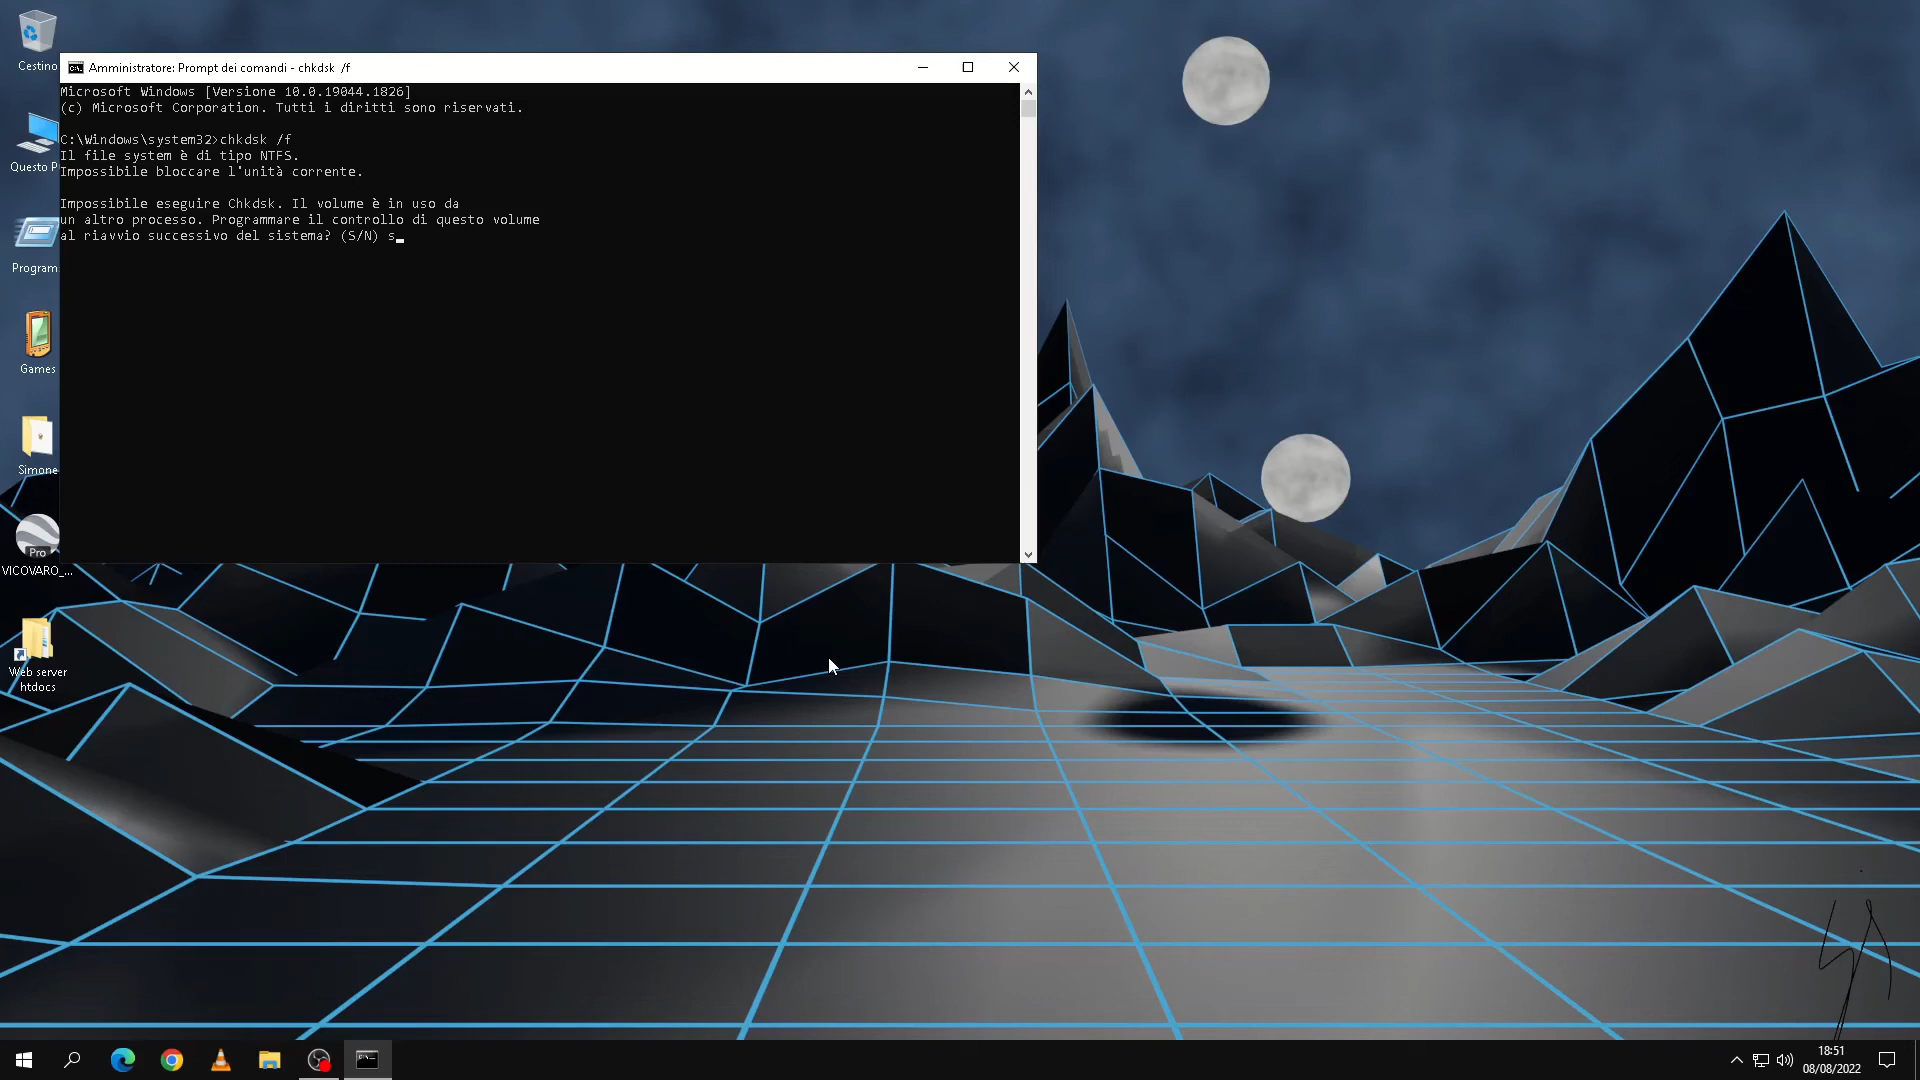 Cestino
Amministratore: Prompt dei comandi - chkdsk  /f
Microsoft Windows [Versione 10.0.19044.1826]
(c) Microsoft Corporation. Tutti i diritti sono riservati.
C:\Windows\system32>chkdsk /f
Il file system è di tipo NTFS.
Impossibile bloccare l'unità corrente.
Impossibile eseguire Chkdsk. Il volume è in uso da
un altro processo. Programmare il controllo di questo volume
al riavvio successivo del sistema? (S/N) s
Questo P
Program
Games
Simone
Pro
VICOVARO_...
Web server
htdocs
18:51
08/08/2022